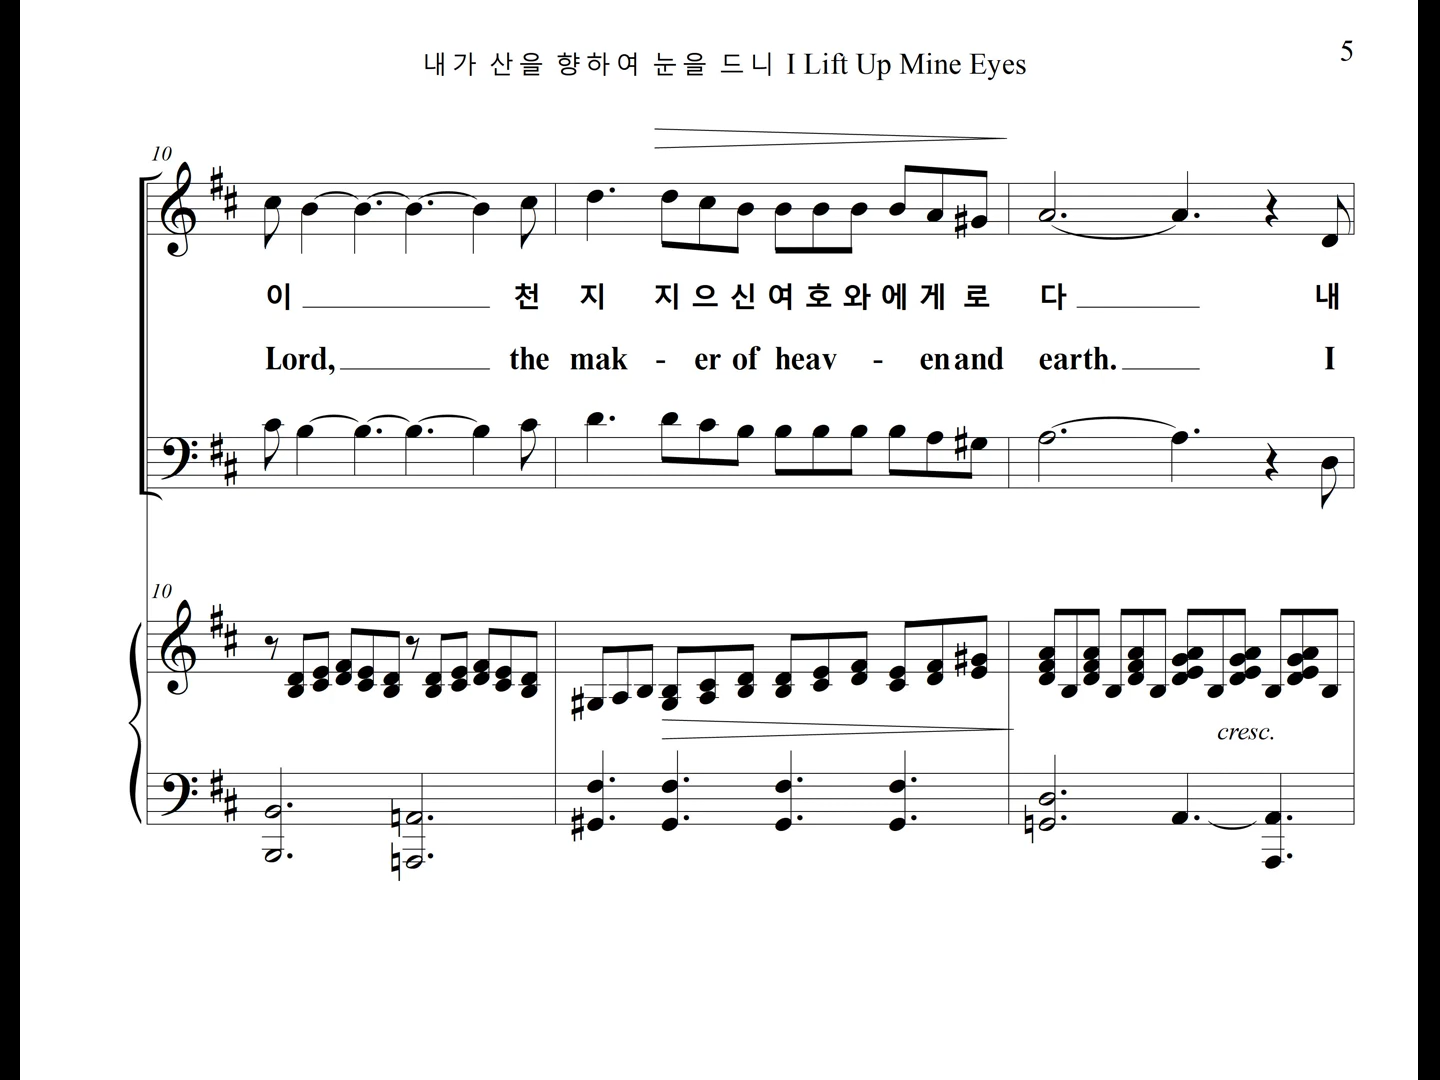 내가 산을 향하여 눈을 드니 I Lift Up Mine Eyes
5
10
이 천 지 지 으 신 여 호 와 에 게 로 다 내
Lord, the mak - er of heav - en and earth. I
10
cresc.